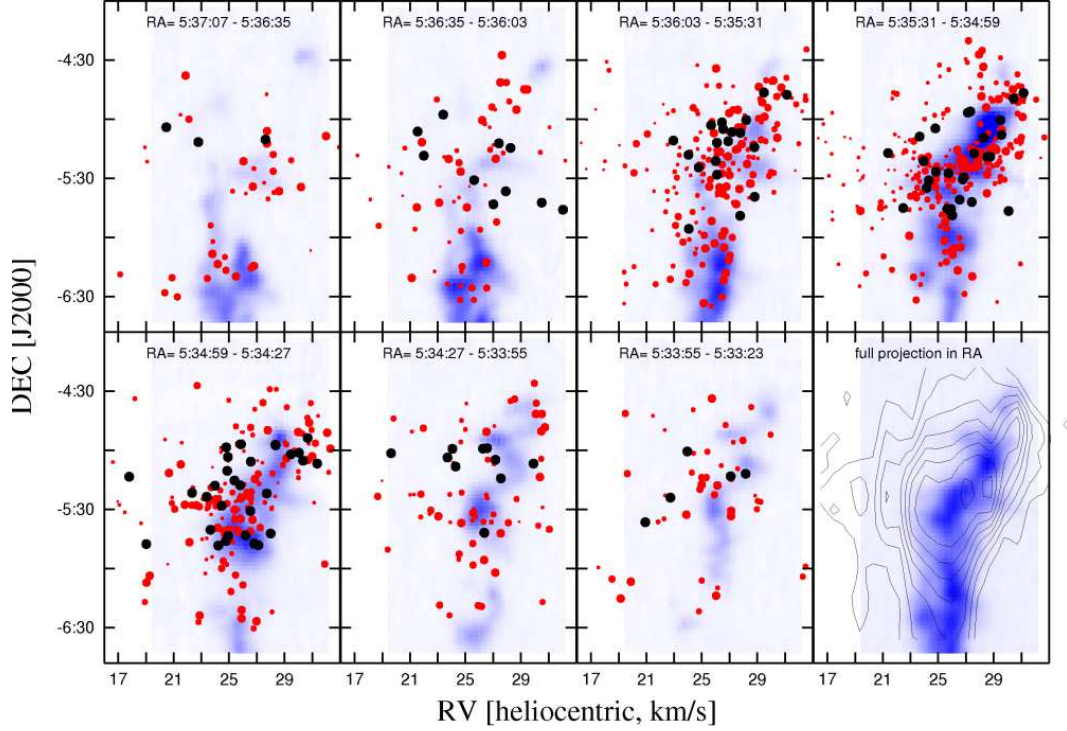 RA= 5:37:07 - 5:36:35
RA= 5:36:35 - 5:36:03
RA= 5:36:03 - 5:35:31
RA= 5:35:31 - 5:34:59
-4:30
-5:30
-6:30
RA= 5:34:59 - 5:34:27
RA= 5:34:27 - 5:33:55
RA= 5:33:55 - 5:33:23
full projection in RA
-4:30
-5:30
-6:30
DEC [J2000]
17 21 25 29 17 21 25 29 17 21 25 29 17 21 25 29
RV [heliocentric, km/s]